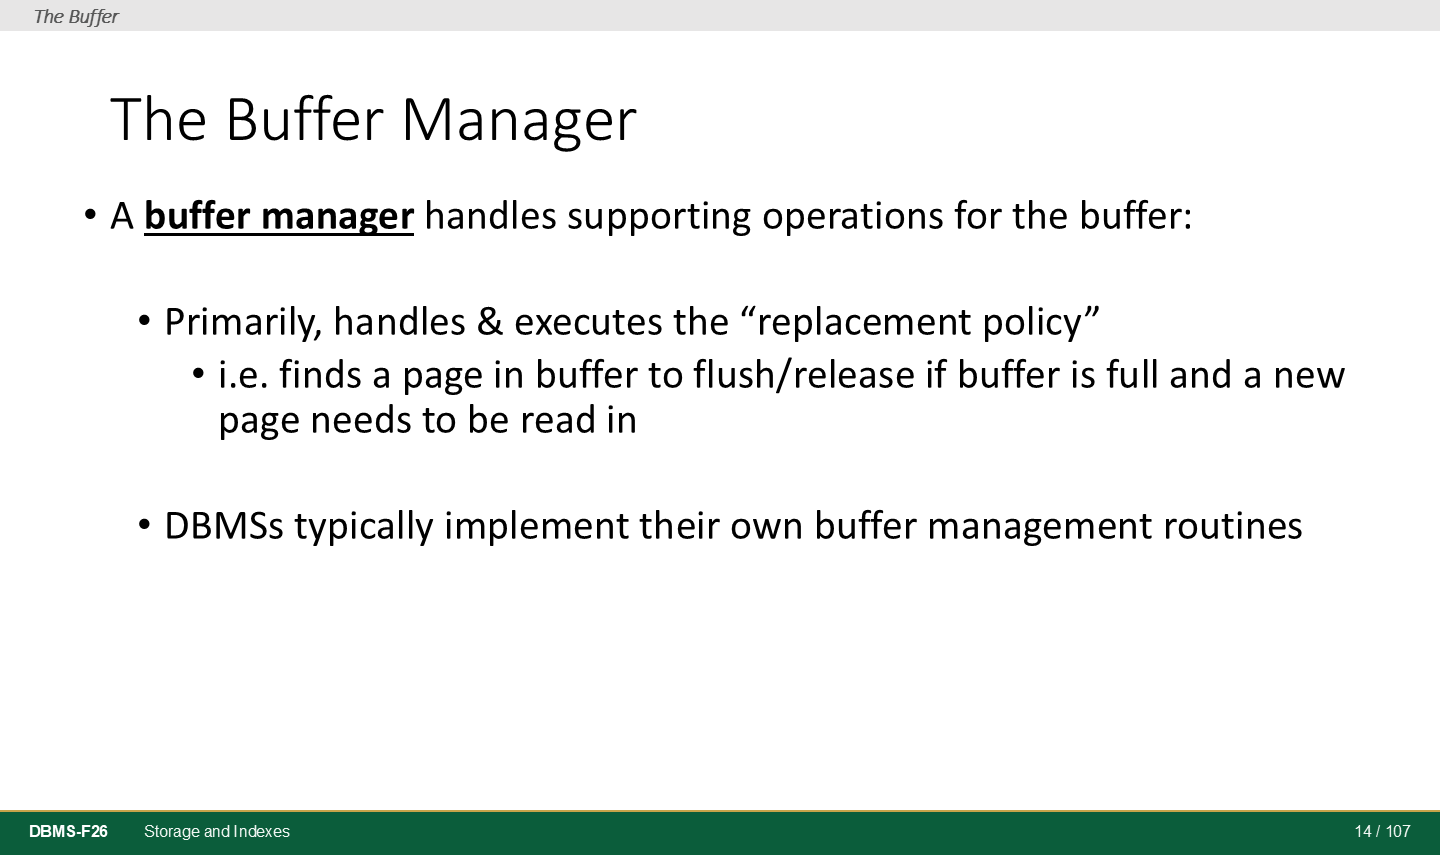 The Buffer
The Buffer Manager
• A buffer manager handles supporting operations for the buffer:
• Primarily, handles & executes the “replacement policy”
• i.e. finds a page in buffer to flush/release if buffer is full and a new
page needs to be read in
• DBMSs typically implement their own buffer management routines
DBMS-F26 Storage and Indexes 14 / 107